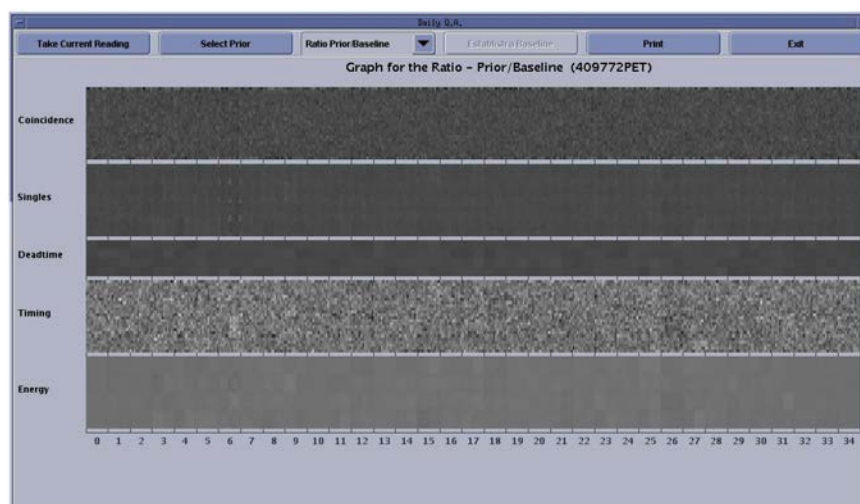 Daily Q.A.
Take Current Reading Select Prior Ratio Prior/Baseline Establish a Baseline Print Exit
Graph for the Ratio - Prior/Baseline (409772PET)
Coincidence
Singles
Deadtime
Timing
Energy
0 1 2 3 4 5 6 7 8 9 10 11 12 13 14 15 16 17 18 19 20 21 22 23 24 25 26 27 28 29 30 31 32 33 34